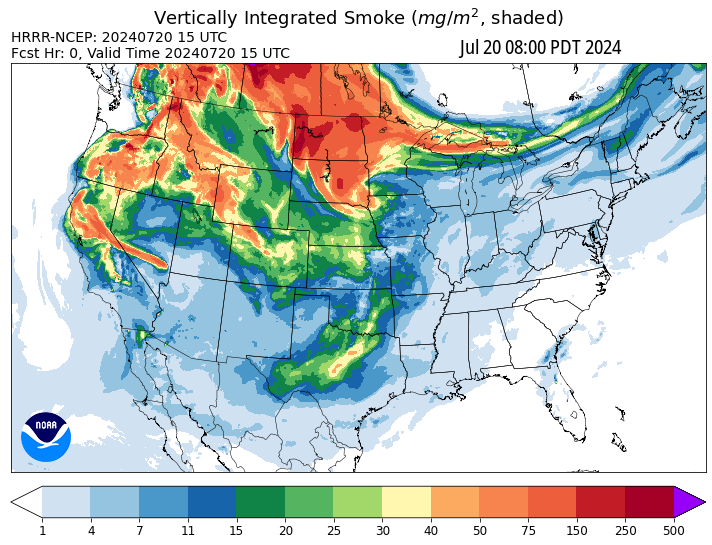 Vertically Integrated Smoke (mg/m², shaded)
HRRR-NCEP: 20240720 15 UTC
Fcst Hr: 0, Valid Time 20240720 15 UTC
Jul 20 08:00 PDT 2024
NOAA
1 4 7 11 15 20 25 30 40 50 75 150 250 500